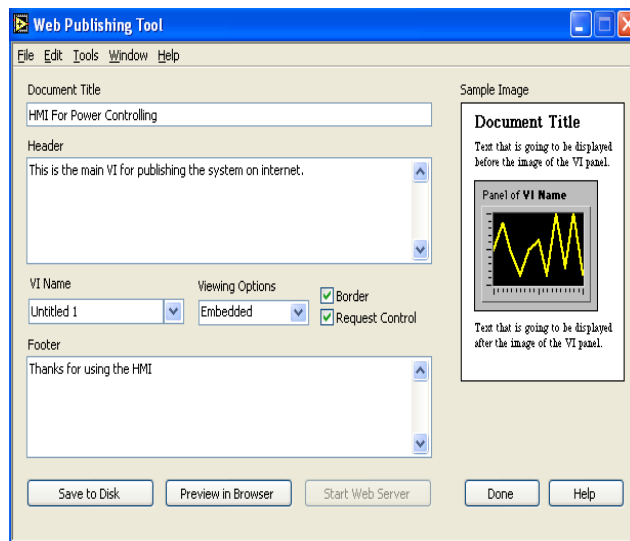 Web Publishing Tool
File Edit Tools Window Help
Document Title
HMI For Power Controlling
Header
This is the main VI for publishing the system on internet.
VI Name
Untitled 1
Viewing Options
Embedded
Border
Request Control
Footer
Thanks for using the HMI
Save to Disk
Preview in Browser
Start Web Server
Sample Image
Document Title
Text that is going to be displayed
before the image of the VI panel.
Panel of VI Name
Text that is going to be displayed
after the image of the VI panel.
Done
Help